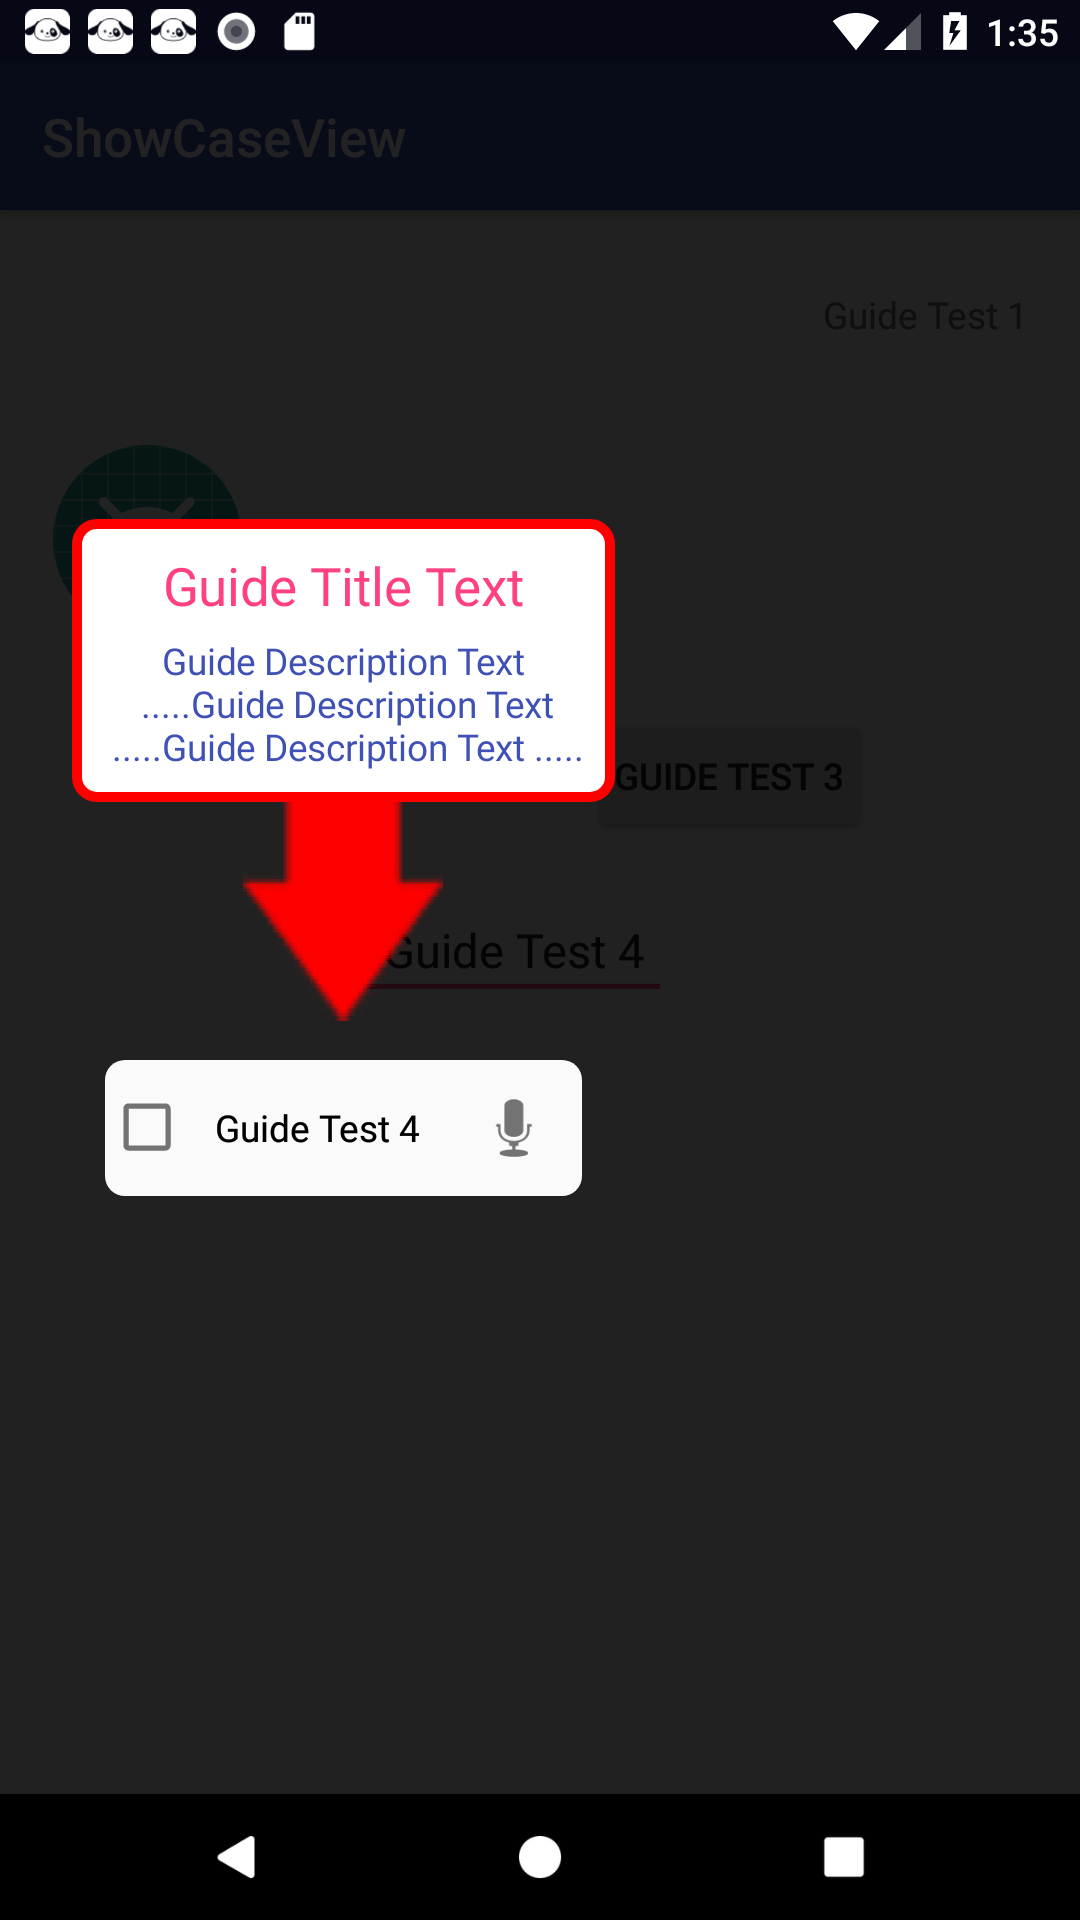 1:35
ShowCaseView
Guide Test 1
Guide Title Text
Guide Description Text
.....Guide Description Text
.....Guide Description Text .....
GUIDE TEST 3
Guide Test 4
Guide Test 4